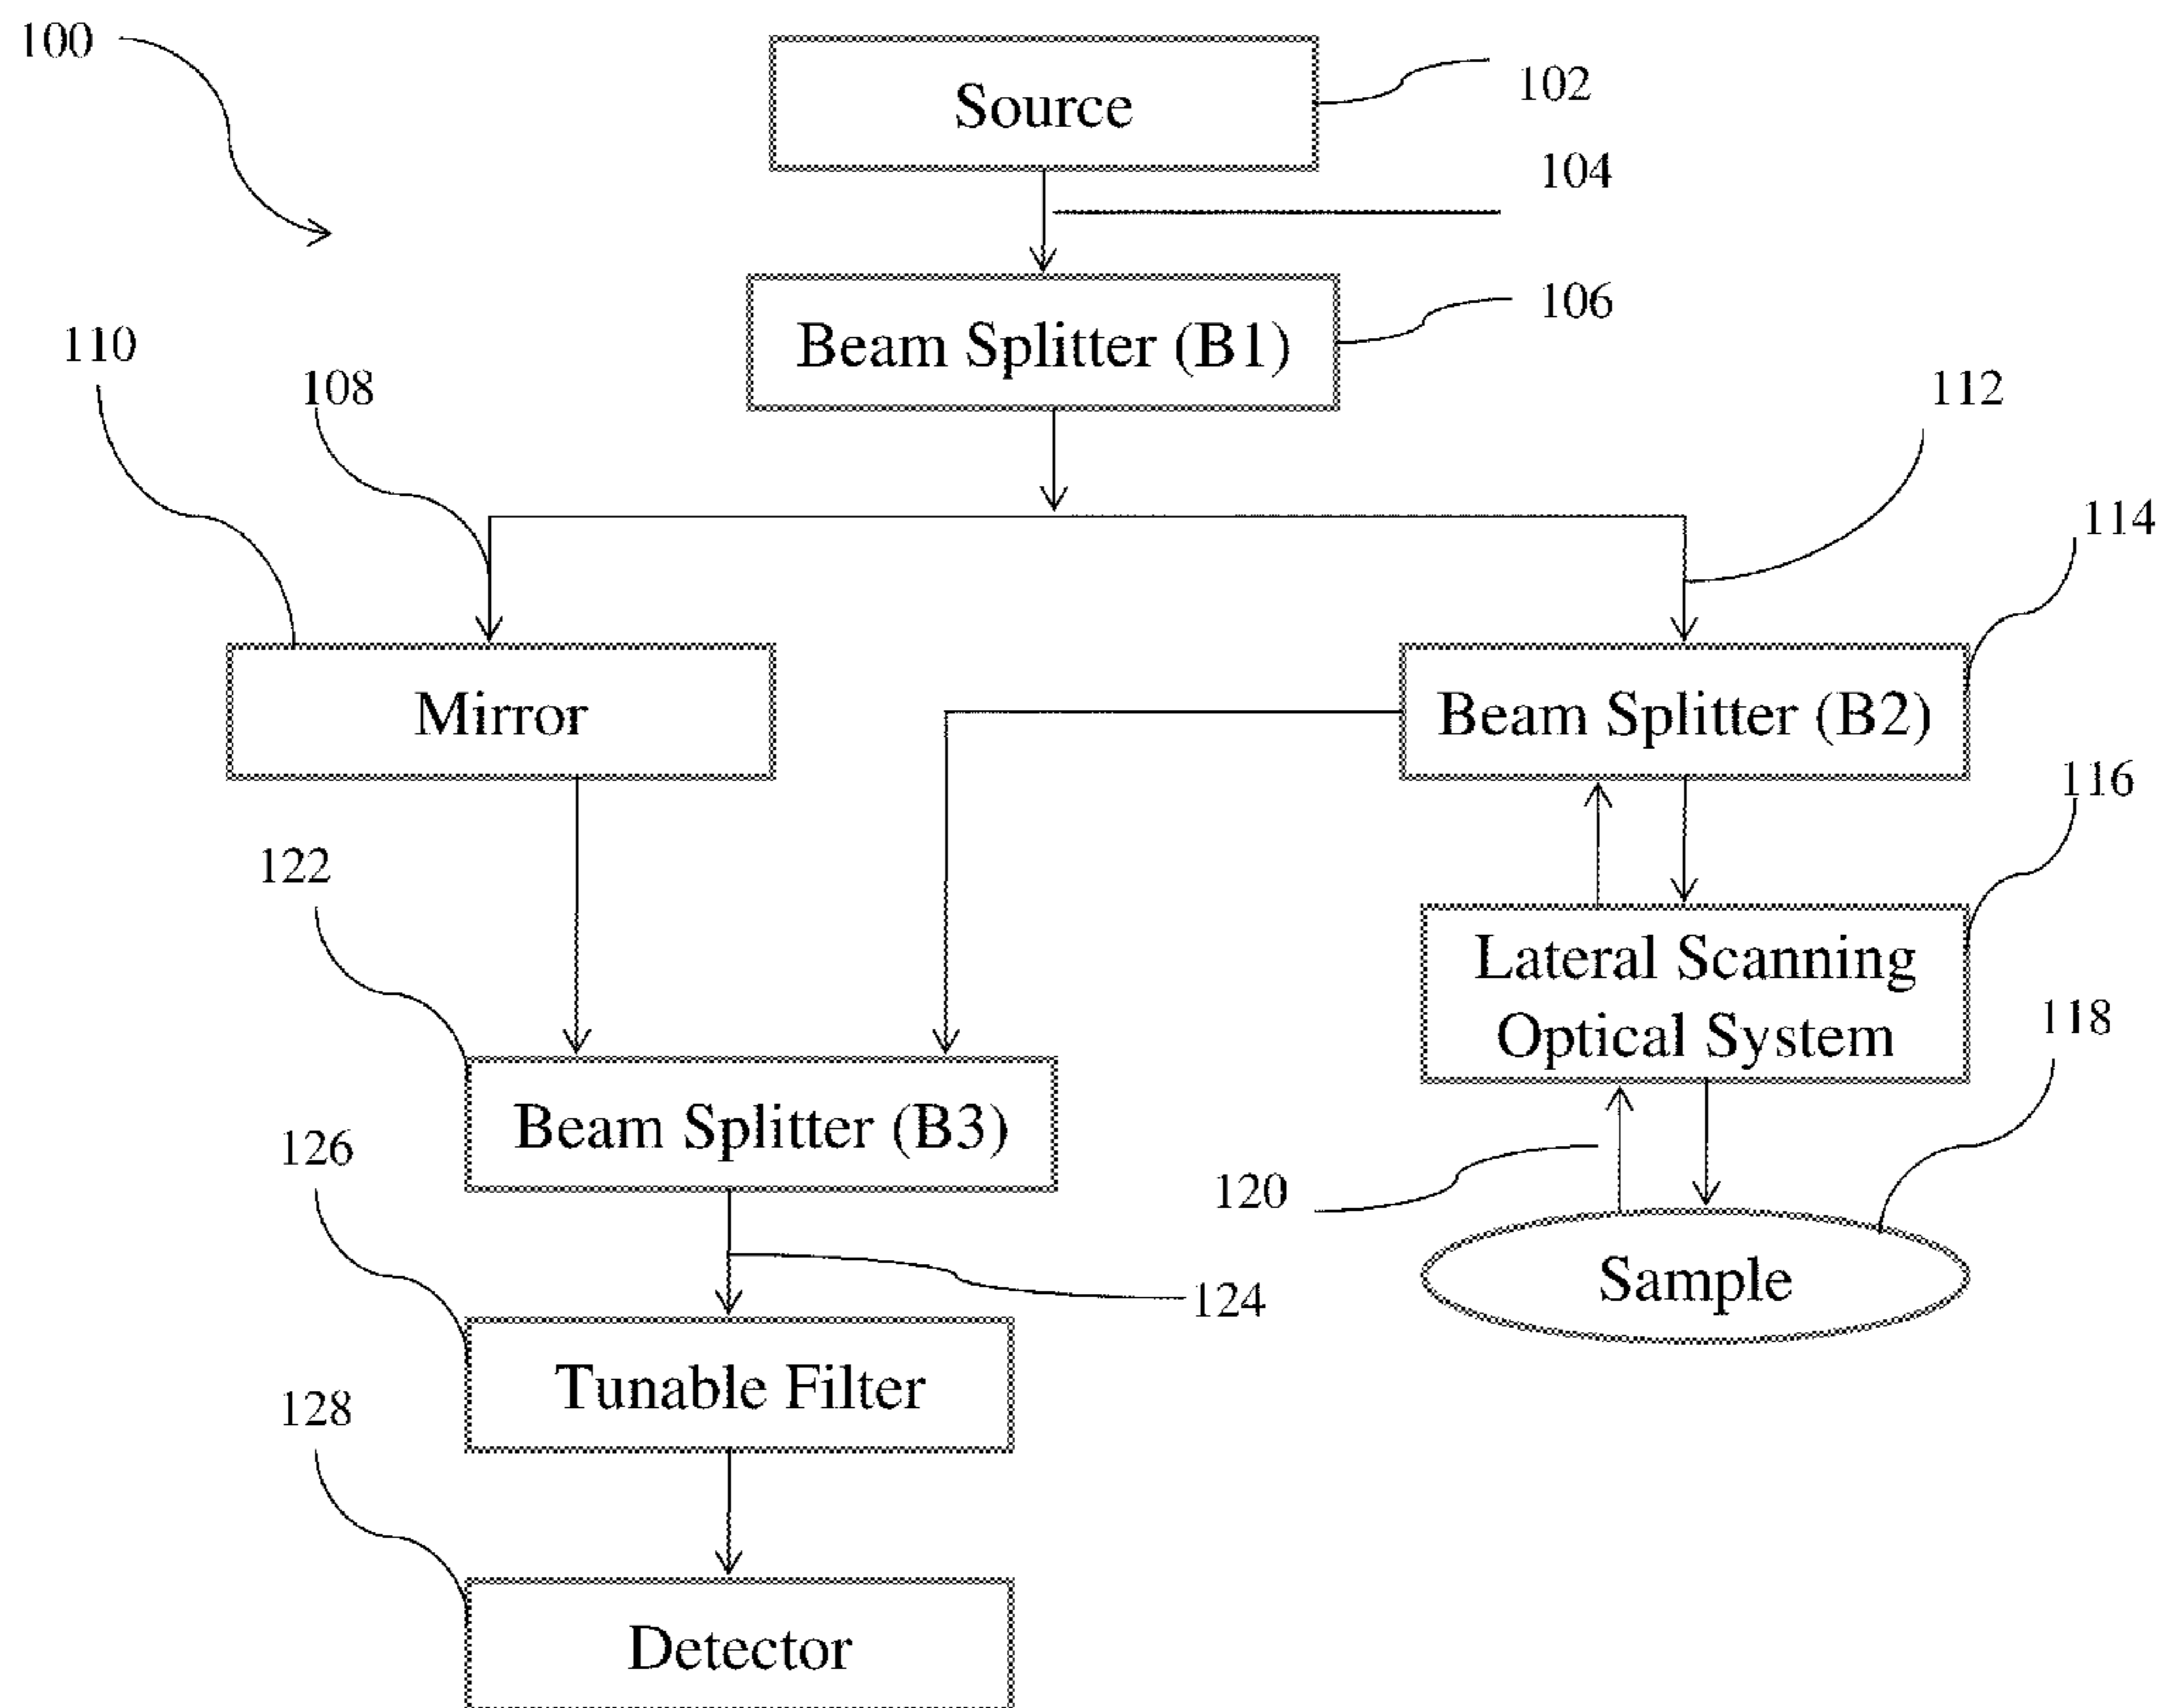 100
Source
102
104
Beam Splitter (B1)
106
110
108
112
114
Mirror
Beam Splitter (B2)
116
122
Lateral Scanning
Optical System
118
Beam Splitter (B3)
126
120
124
Sample
Tunable Filter
128
Detector